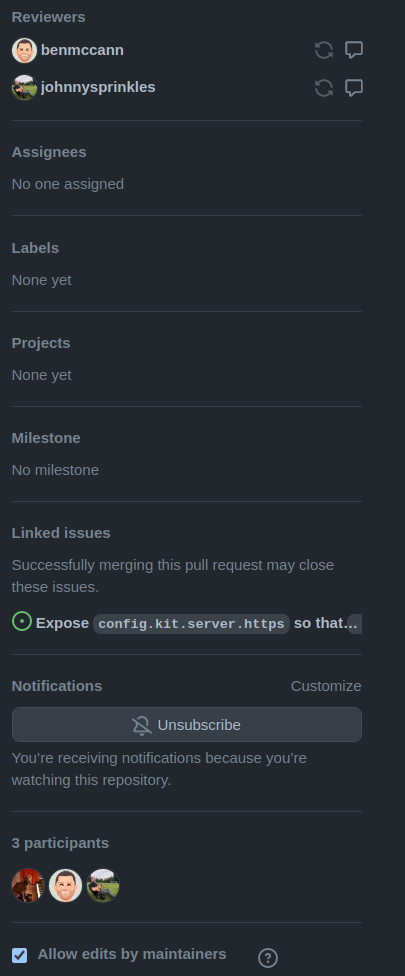 Reviewers
benmccann
johnnysprinkles
Assignees
No one assigned
Labels
None yet
Projects
None yet
Milestone
No milestone
Linked issues
Successfully merging this pull request may close
these issues.
Expose config.kit.server.https so that...
Notifications Customize
Unsubscribe
You're receiving notifications because you're
watching this repository.
3 participants
Allow edits by maintainers